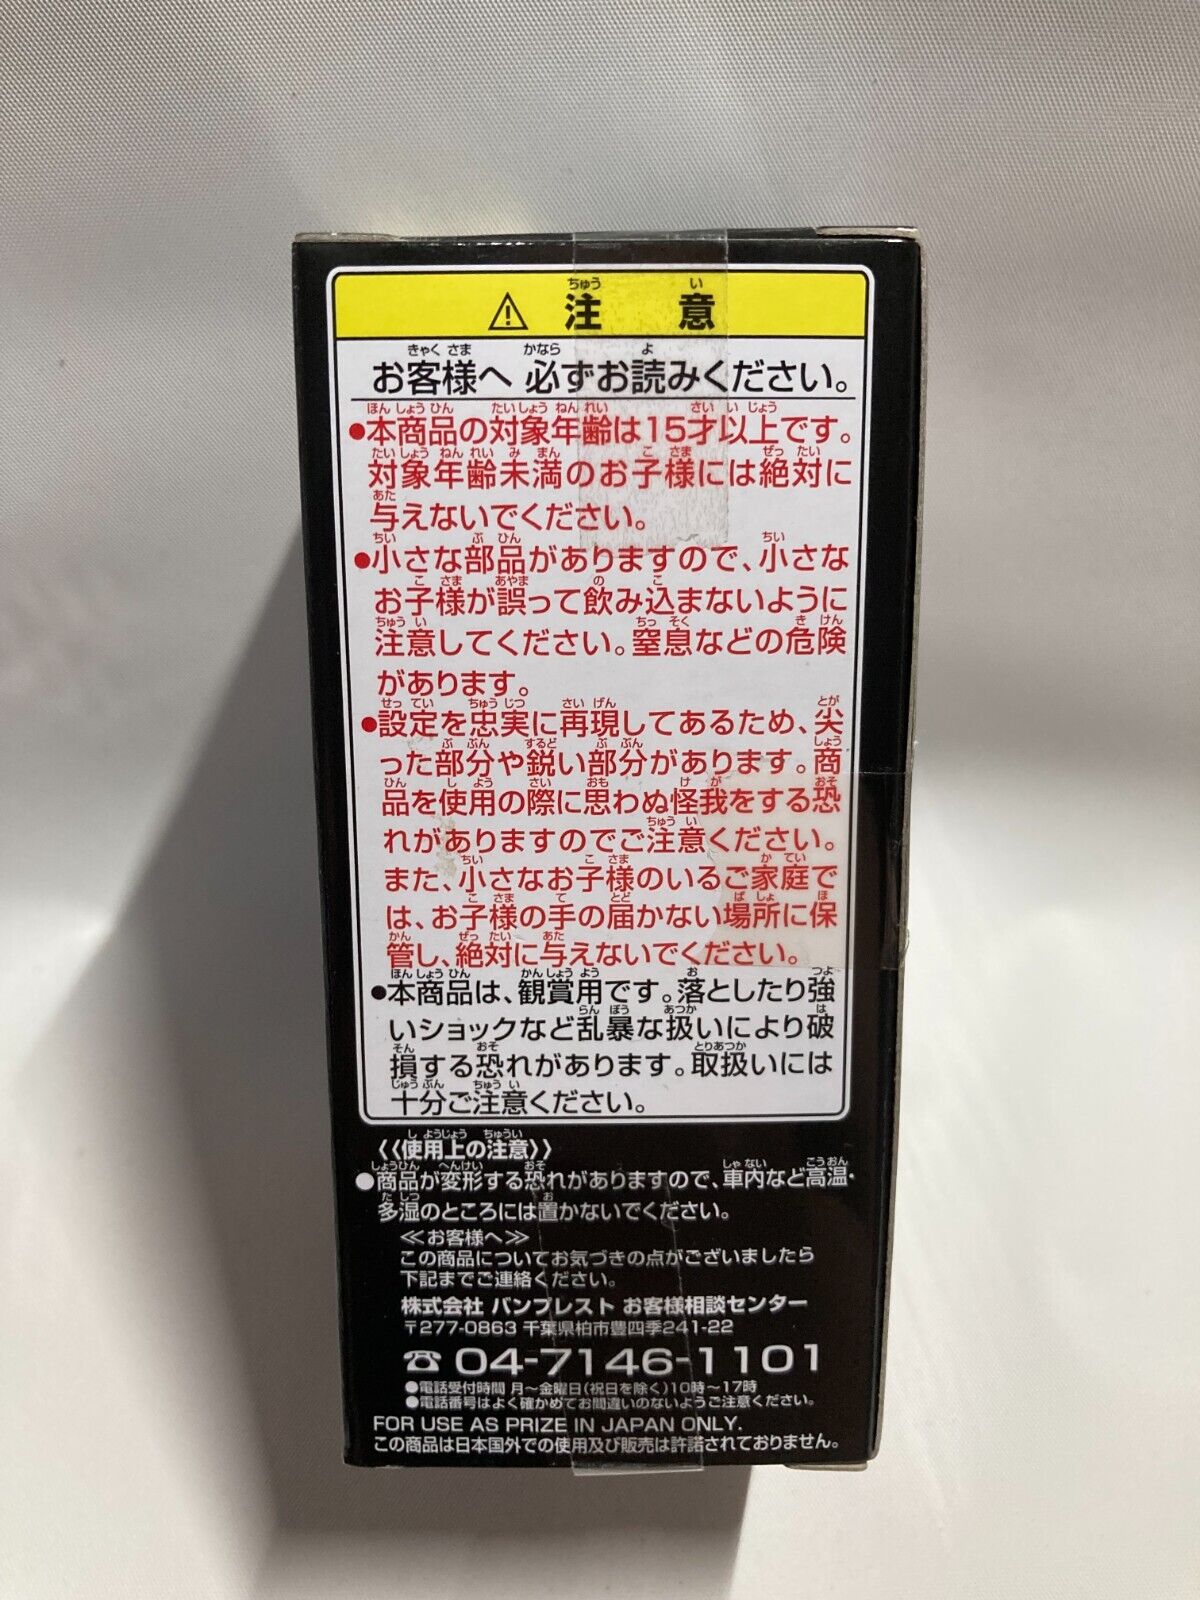 ⚠ 注意
お客様へ 必ずお読みください。
●本商品の対象年齢は15才以上です。
対象年齢未満のお子様には絶対に
与えないでください。
●小さな部品がありますので、小さな
お子様が誤って飲み込まないように
注意してください。窒息などの危険
があります。
●設定を忠実に再現してあるため、尖
った部分や鋭い部分があります。商
品を使用の際に思わぬ怪我をする恐
れがありますのでご注意ください。
また、小さなお子様のいるご家庭で
は、お子様の手の届かない場所に保
管し、絶対に与えないでください。
●本商品は、観賞用です。落としたり強
いショックなど乱暴な扱いにより破
損する恐れがあります。取扱いには
十分ご注意ください。
《使用上の注意》
●商品が変形する恐れがありますので、車内など高温・
多湿のところには置かないでください。
≪お客様へ≫
この商品についてお気づきの点がございましたら
下記までご連絡ください。
株式会社 バンプレスト お客様相談センター
〒277-0863 千葉県柏市豊四季241-22
☎ 04-7146-1101
●電話受付時間 月〜金曜日(祝日を除く)10時〜17時
●電話番号はよく確かめてお間違いのないようご注意ください。
FOR USE AS PRIZE IN JAPAN ONLY.
この商品は日本国外での使用及び販売は許諾されておりません。